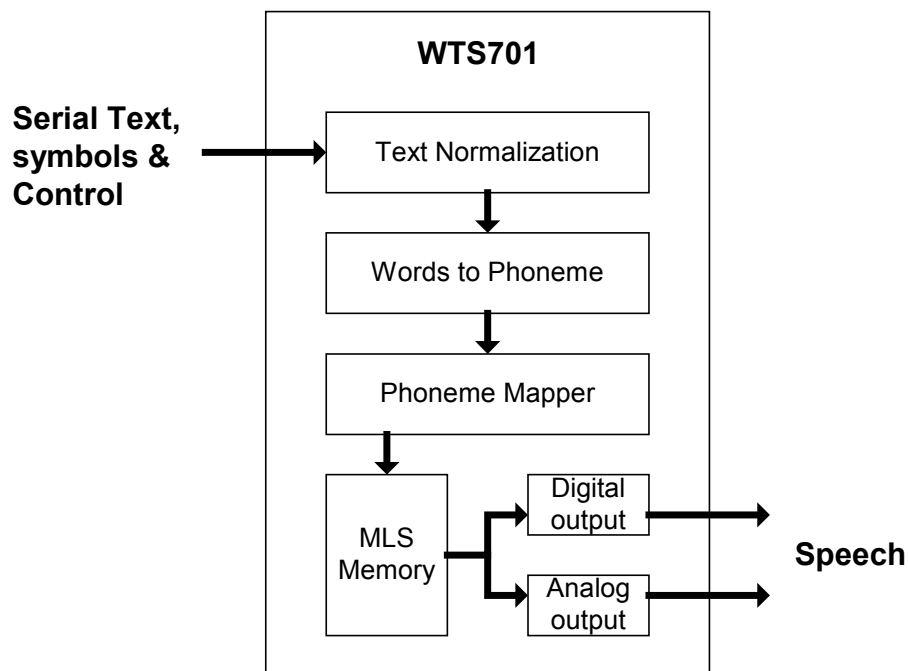 WTS701
Serial Text,
symbols &
Control
Text Normalization
Words to Phoneme
Phoneme Mapper
MLS
Memory
Digital
output
Analog
output
Speech